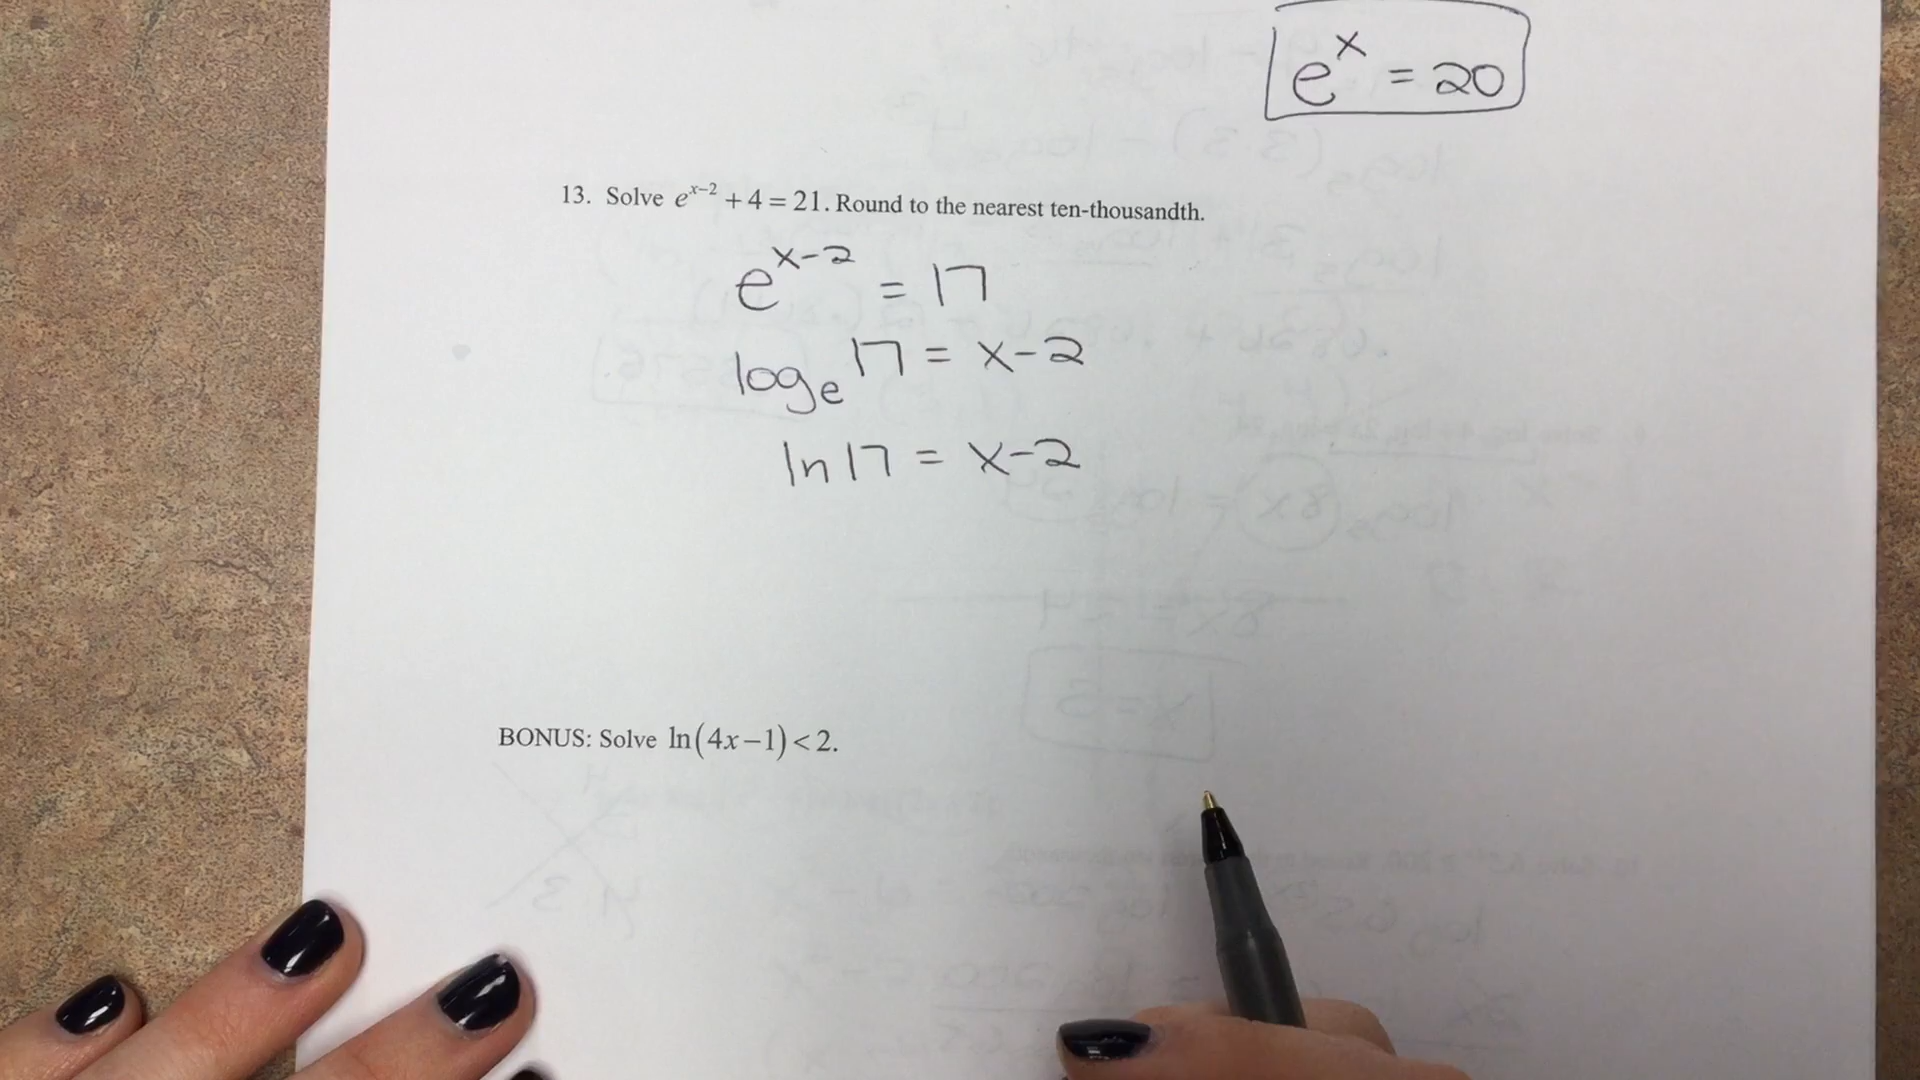 e^x = 20
13. Solve e^{x-2} + 4 = 21. Round to the nearest ten-thousandth.
e^{x-2} = 17
log_e 17 = x-2
ln 17 = x-2
BONUS: Solve ln(4x-1) < 2.